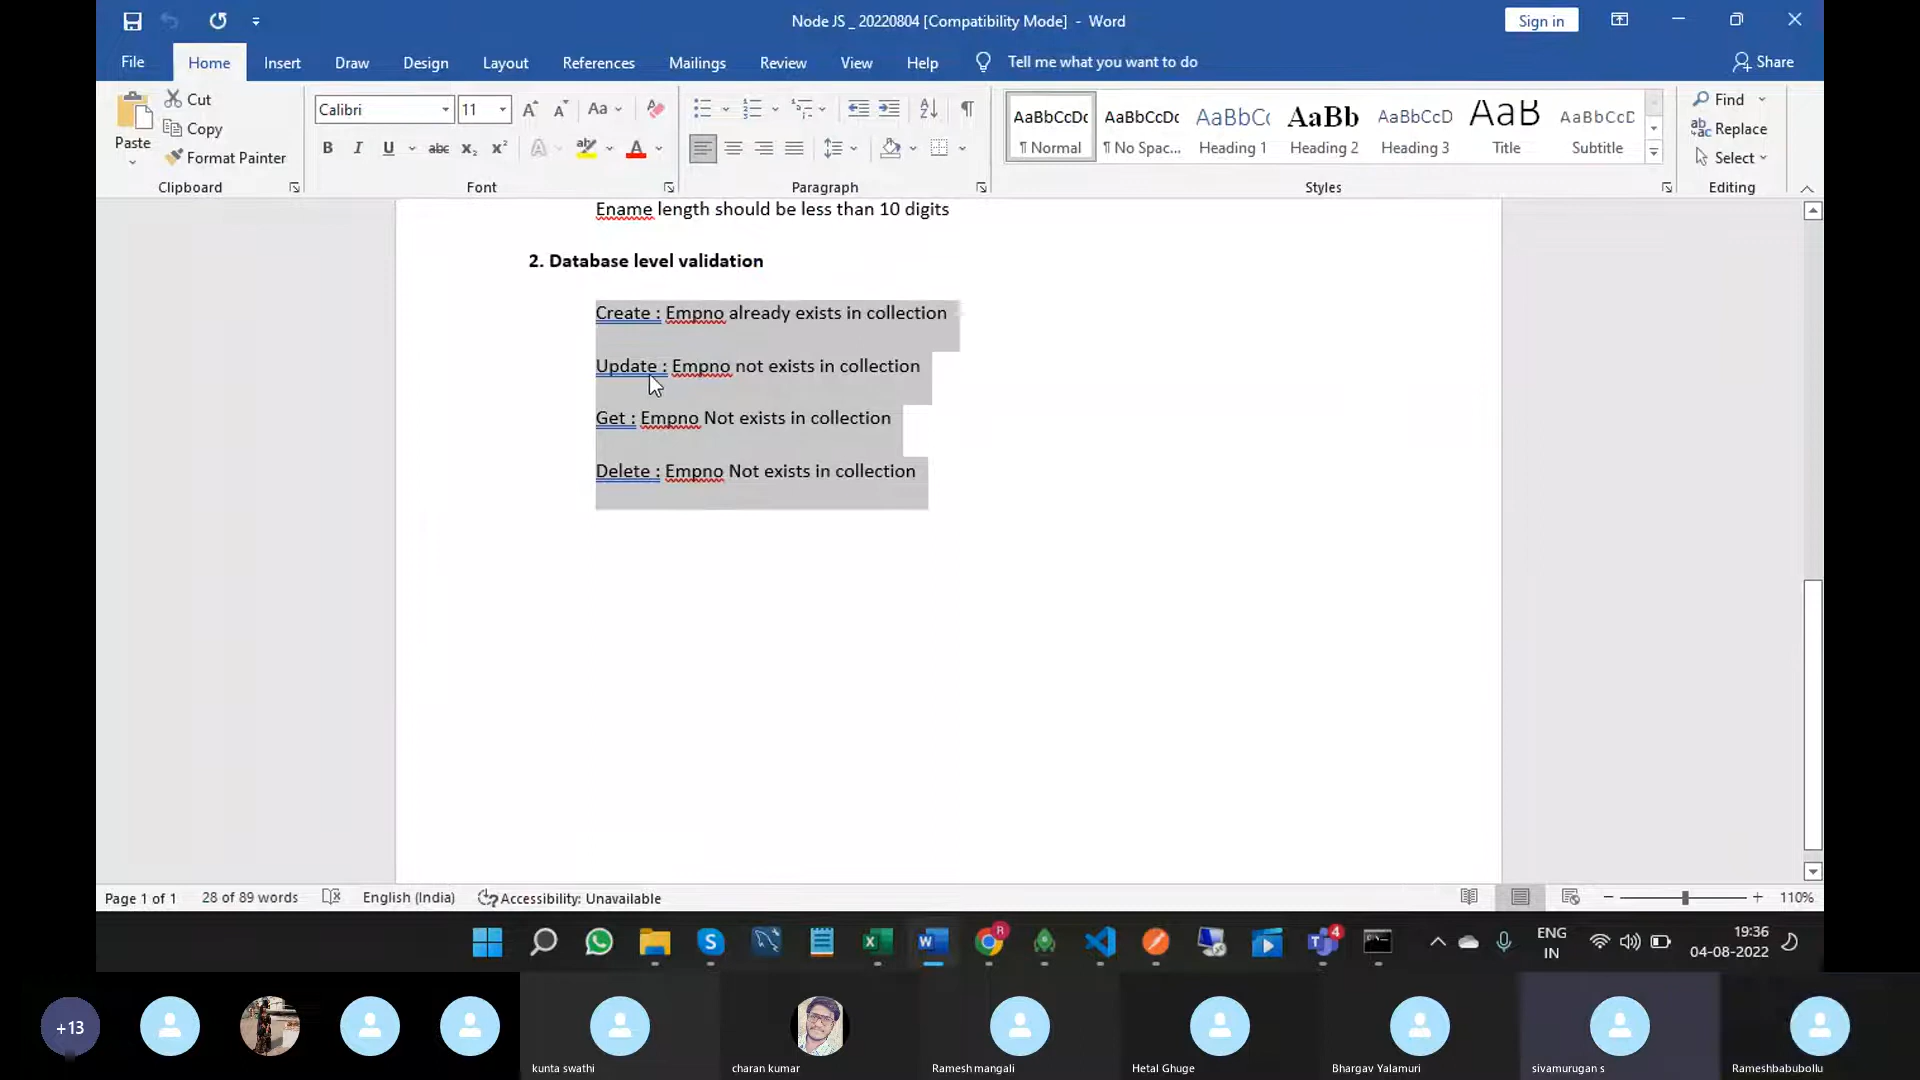 Node JS _ 20220804 [Compatibility Mode] - Word
Sign in
File Home Insert Draw Design Layout References Mailings Review View Help Tell me what you want to do Share
Paste
Cut
Copy
Format Painter
Clipboard
Calibri 11
Font
Paragraph
AaBbCcDc ¶ Normal
AaBbCcDc ¶ No Spac...
AaBbCc Heading 1
AaBb Heading 2
AaBbCcD Heading 3
AaB Title
AaBbCcD Subtitle
Styles
Find
Replace
Select
Editing
Ename length should be less than 10 digits
2. Database level validation
Create : Empno already exists in collection
Update : Empno not exists in collection
Get : Empno Not exists in collection
Delete : Empno Not exists in collection
Page 1 of 1 28 of 89 words English (India) Accessibility: Unavailable 110%
ENG IN
19:36
04-08-2022
+13
kunta swathi
charan kumar
Ramesh mangali
Hetal Ghuge
Bhargav Yalamuri
sivamurugan s
Rameshbabubollu